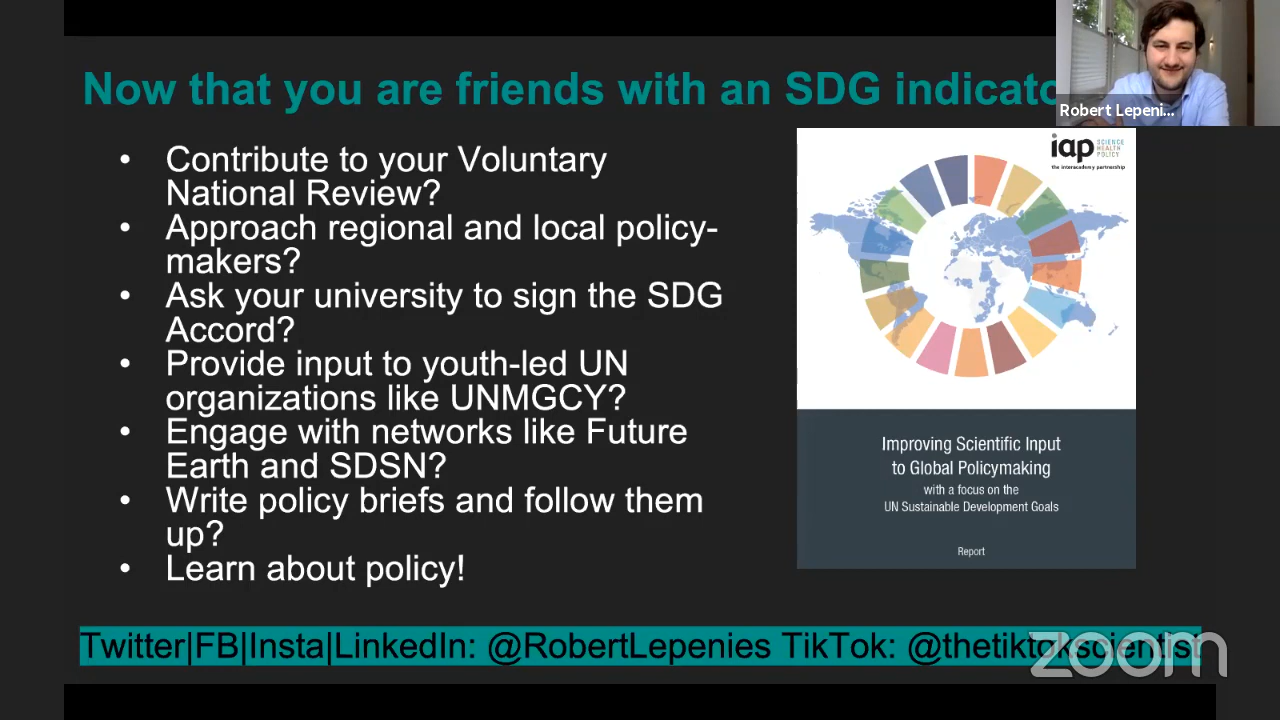 Now that you are friends with an SDG indicato
Robert Lepeni...
• Contribute to your Voluntary
National Review?
• Approach regional and local policy-
makers?
• Ask your university to sign the SDG
Accord?
• Provide input to youth-led UN
organizations like UNMGCY?
• Engage with networks like Future
Earth and SDSN?
• Write policy briefs and follow them
up?
• Learn about policy!
iap SCIENCE
HEALTH
POLICY
the interacademy partnership
Improving Scientific Input
to Global Policymaking
with a focus on the
UN Sustainable Development Goals
Report
Twitter|FB|Insta|LinkedIn: @RobertLepenies TikTok: @thetiktokscientist
zoom